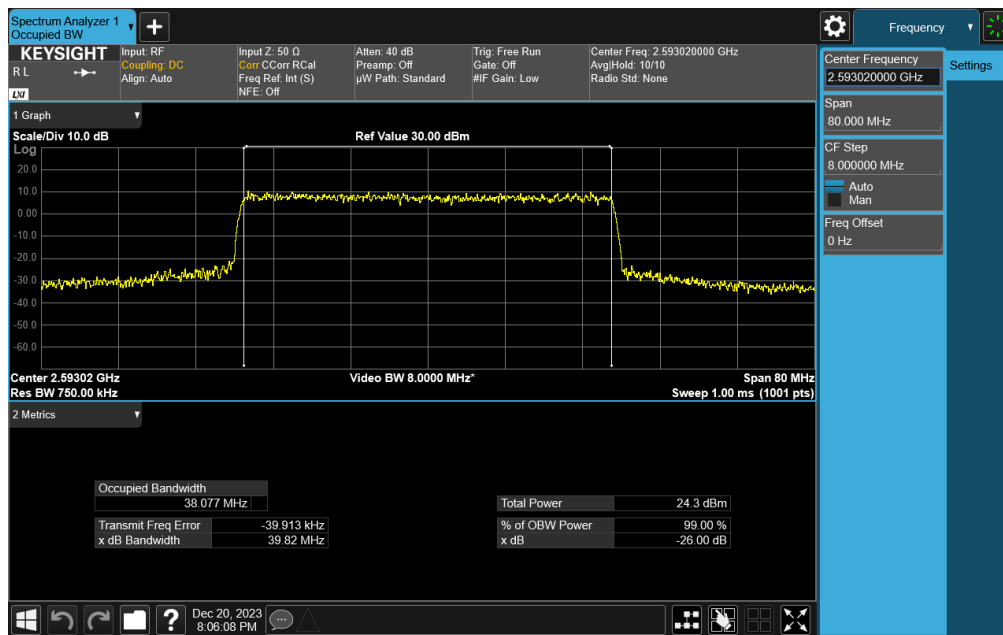 Spectrum Analyzer 1
Occupied BW
Frequency
KEYSIGHT
R L
LXI
Input: RF
Coupling: DC
Align: Auto
Input Z: 50 Ω
Corr CCorr RCal
Freq Ref: Int (S)
NFE: Off
Atten: 40 dB
Preamp: Off
µW Path: Standard
Trig: Free Run
Gate: Off
#IF Gain: Low
Center Freq: 2.593020000 GHz
Avg|Hold: 10/10
Radio Std: None
Center Frequency
2.593020000 GHz
Settings
Span
80.000 MHz
CF Step
8.000000 MHz
Auto
Man
Freq Offset
0 Hz
1 Graph
Scale/Div 10.0 dB
Ref Value 30.00 dBm
Log
20.0
10.0
0.00
-10.0
-20.0
-30.0
-40.0
-50.0
-60.0
Center 2.59302 GHz
Video BW 8.0000 MHz*
Span 80 MHz
Res BW 750.00 kHz
Sweep 1.00 ms (1001 pts)
2 Metrics
Occupied Bandwidth
38.077 MHz
Total Power 24.3 dBm
Transmit Freq Error -39.913 kHz
% of OBW Power 99.00 %
x dB Bandwidth 39.82 MHz
x dB -26.00 dB
?
Dec 20, 2023
8:06:08 PM